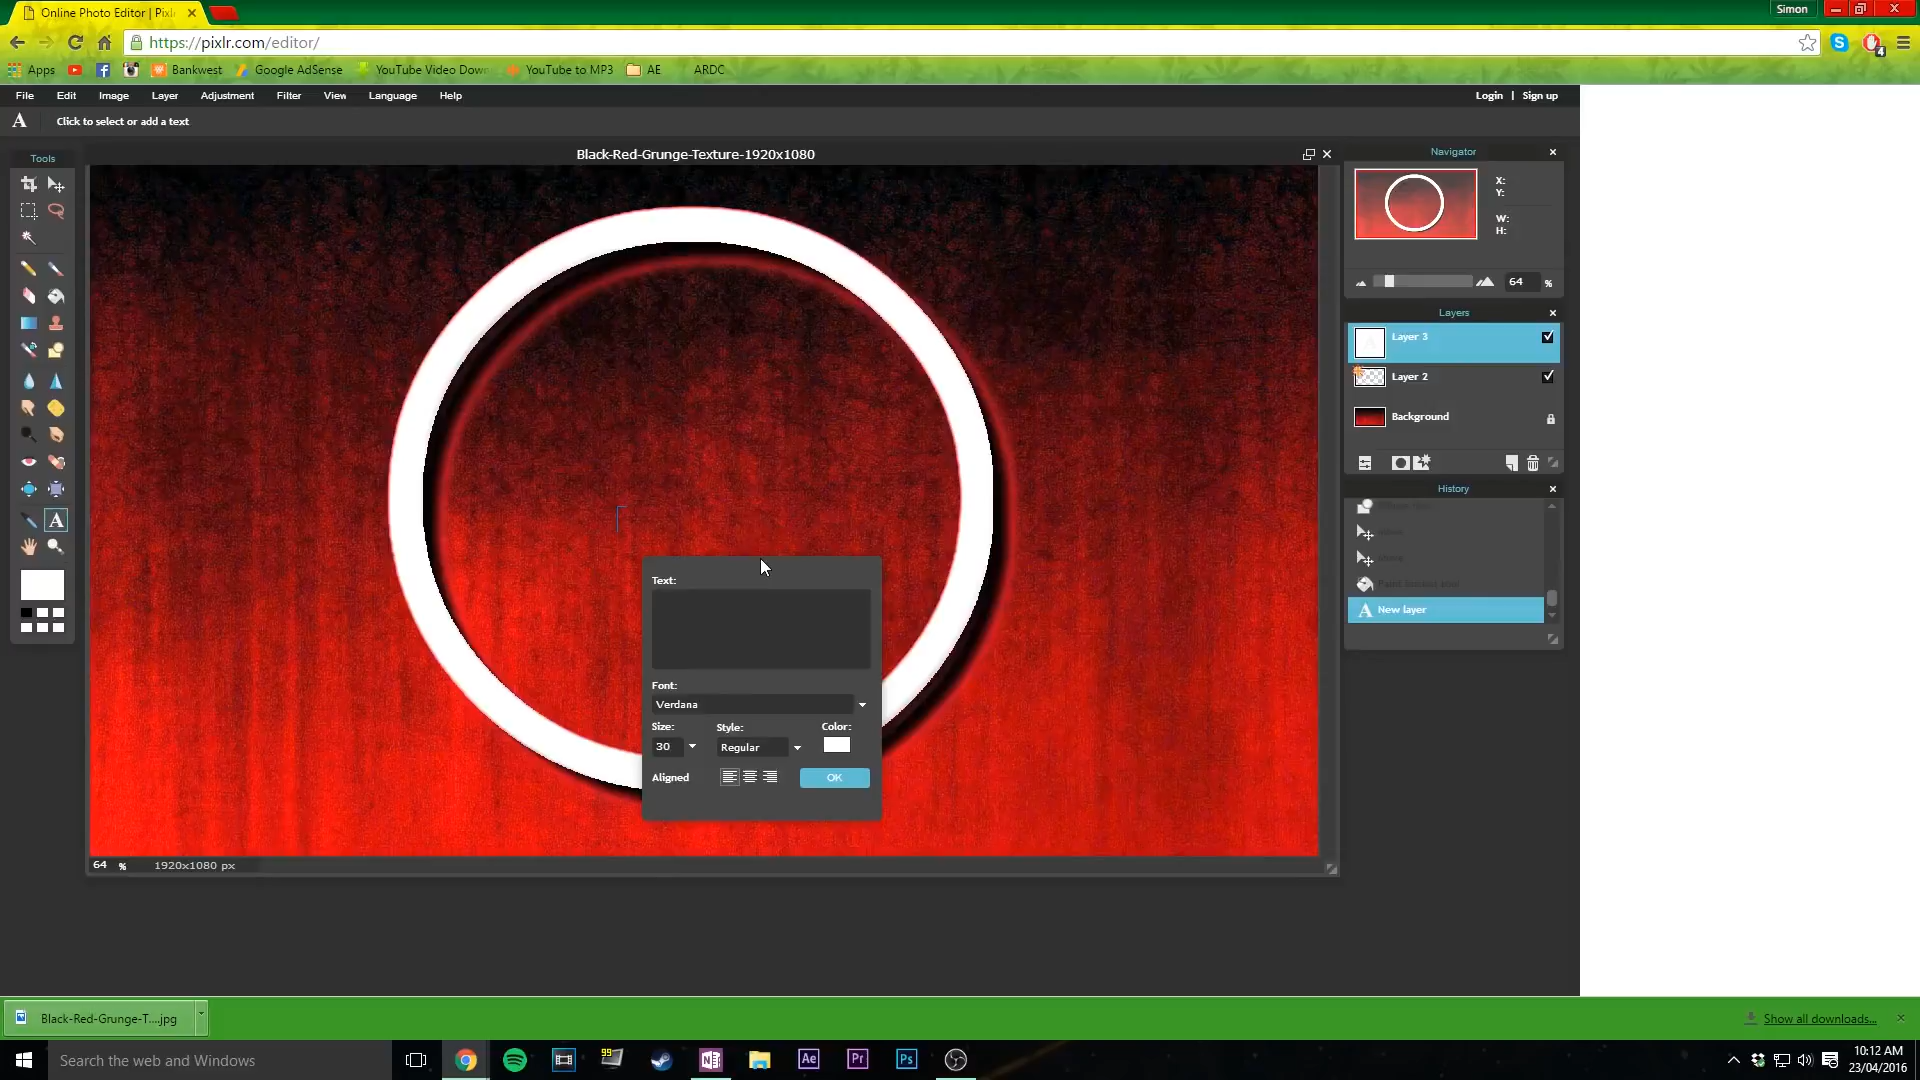 Online Photo Editor | Pixlr
Simon
https://pixlr.com/editor/
Apps
Bankwest
Google AdSense
YouTube Video Down
YouTube to MP3
AE
ARDC
File Edit Image Layer Adjustment Filter View Language Help
Login | Sign up
A Click to select or add a text
Tools
Black-Red-Grunge-Texture-1920x1080
Navigator
X:
Y:
W:
H:
64 %
Layers
Layer 3
Layer 2
Background
History
New layer
Text:
Font:
Verdana
Size: Style: Color:
30 Regular
Aligned OK
64 % 1920x1080 px
Black-Red-Grunge-T....jpg
Show all downloads...
Search the web and Windows
99
Ae
Pr
Ps
10:12 AM
23/04/2016